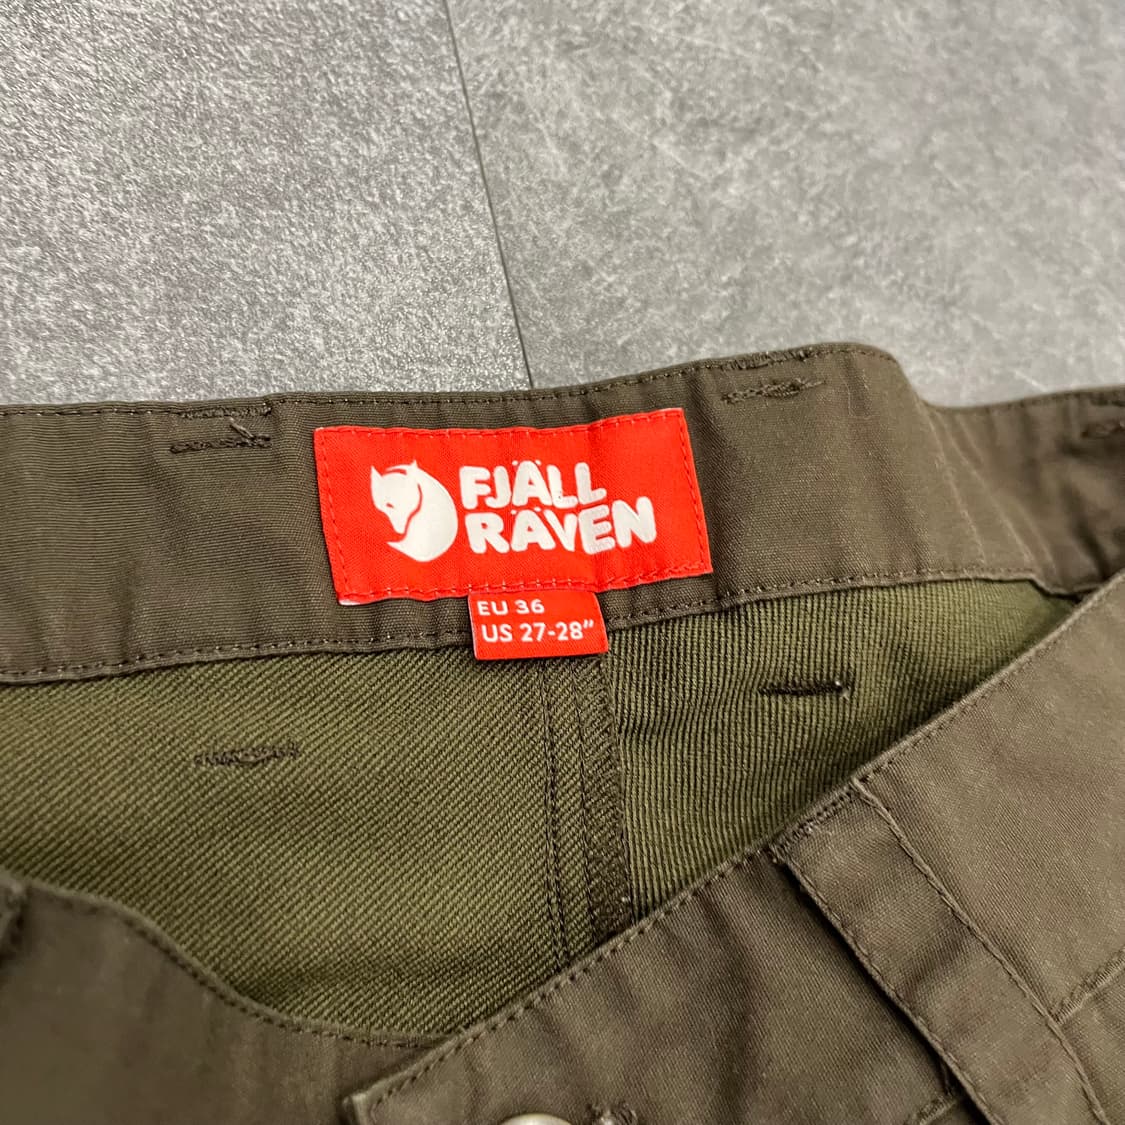 FJÄLL
RÄVEN
EU 36
US 27-28”